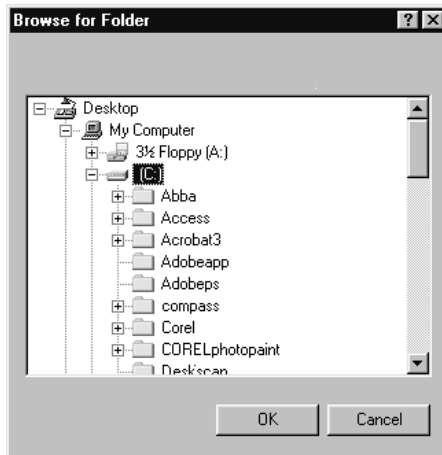 Browse for Folder
Desktop
My Computer
3½ Floppy (A:)
(C:)
Abba
Access
Acrobat3
Adobeapp
Adobeps
compass
Corel
CORELphotopaint
Deskscan
OK Cancel